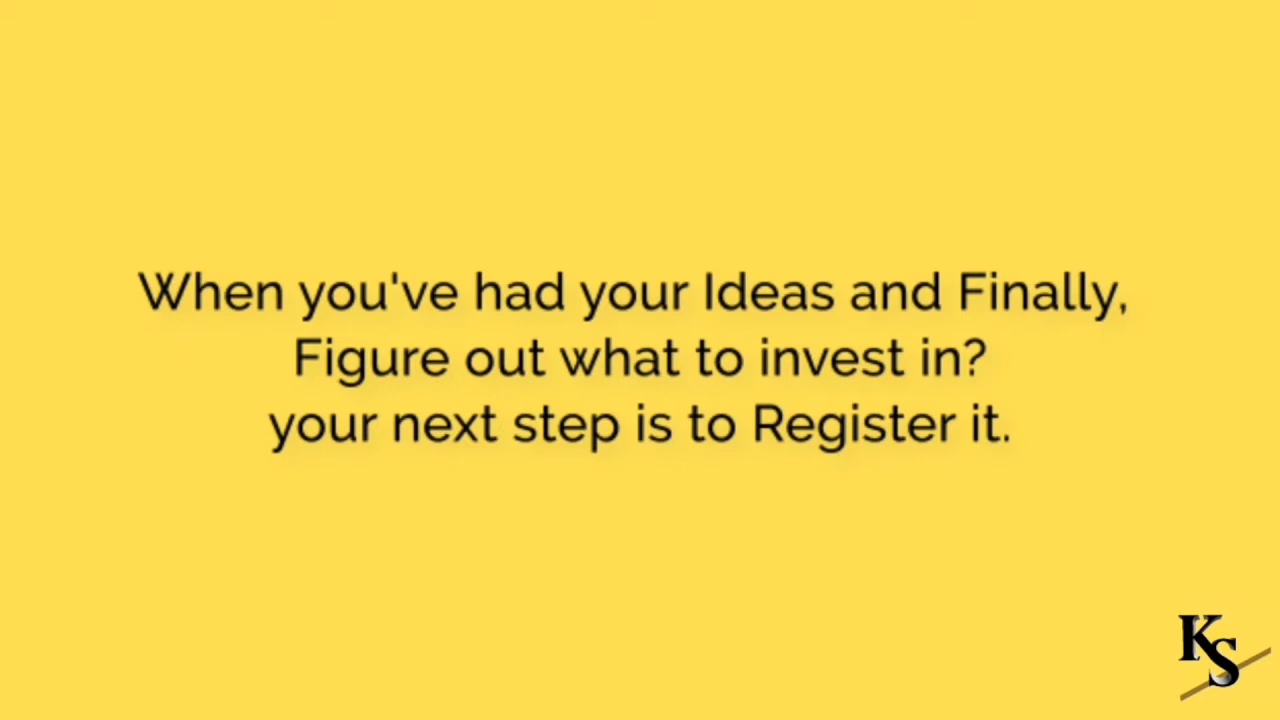 When you've had your Ideas and Finally,
Figure out what to invest in?
your next step is to Register it.
KS